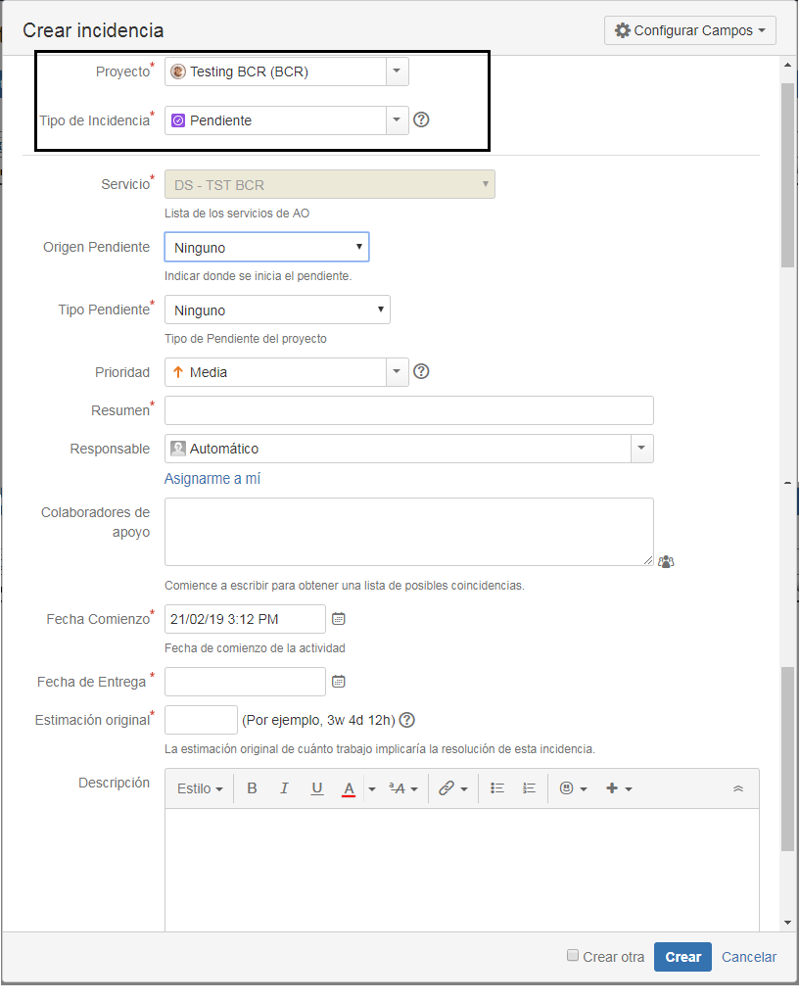 Crear incidencia
Configurar Campos
Proyecto* Testing BCR (BCR)
Tipo de Incidencia* Pendiente
Servicio* DS - TST BCR
Lista de los servicios de AO
Origen Pendiente Ninguno
Indicar donde se inicia el pendiente.
Tipo Pendiente* Ninguno
Tipo de Pendiente del proyecto
Prioridad Media
Resumen*
Responsable Automático
Asignarme a mí
Colaboradores de
apoyo
Comience a escribir para obtener una lista de posibles coincidencias.
Fecha Comienzo* 21/02/19 3:12 PM
Fecha de comienzo de la actividad
Fecha de Entrega *
Estimación original* (Por ejemplo, 3w 4d 12h)
La estimación original de cuánto trabajo implicaría la resolución de esta incidencia.
Descripción Estilo B I U A ªA
Crear otra Crear Cancelar